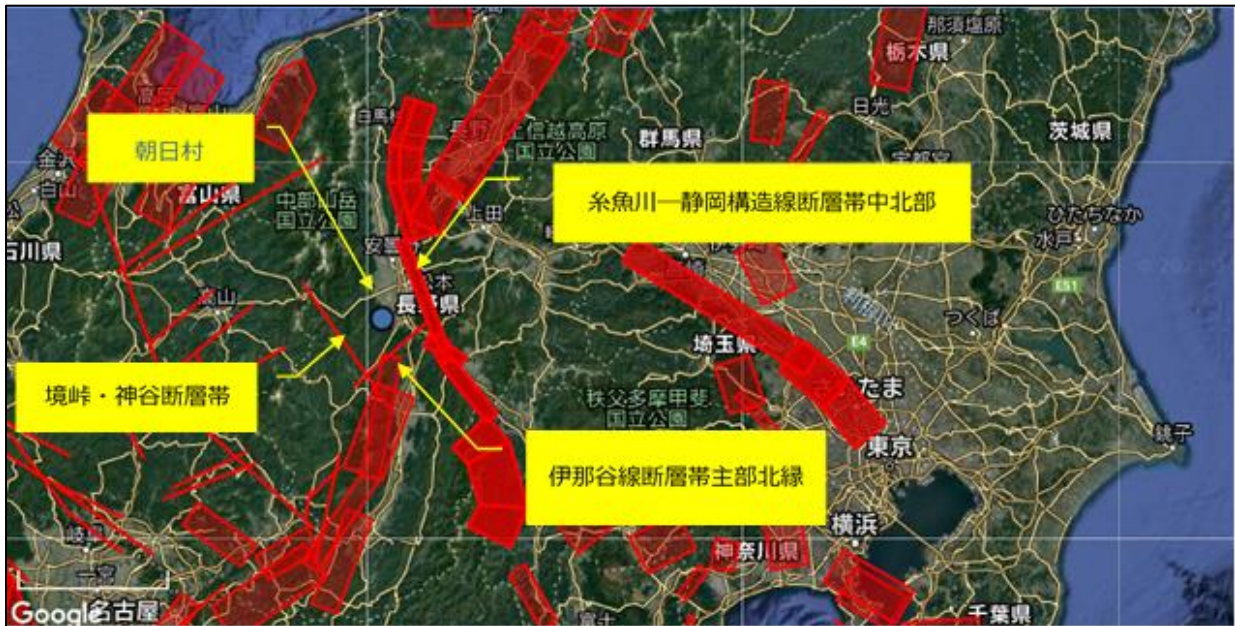 那須塩原
栃木県
日光
茨城県
白馬村
長野
上信越高原
国立公園
群馬県
朝日村
金沢
白山
富山県
中部山岳
国立公園
上田
糸魚川―静岡構造線断層帯中北部
ひたちなか
水戸
石川県
松本
高山
長野県
E51
つくば
E4
埼玉県
さいたま
境峠・神谷断層帯
秩父多摩甲斐
国立公園
東京
銚子
伊那谷線断層帯主部北縁
岐阜
横浜
神奈川県
一宮
Google
名古屋
富士
千葉県